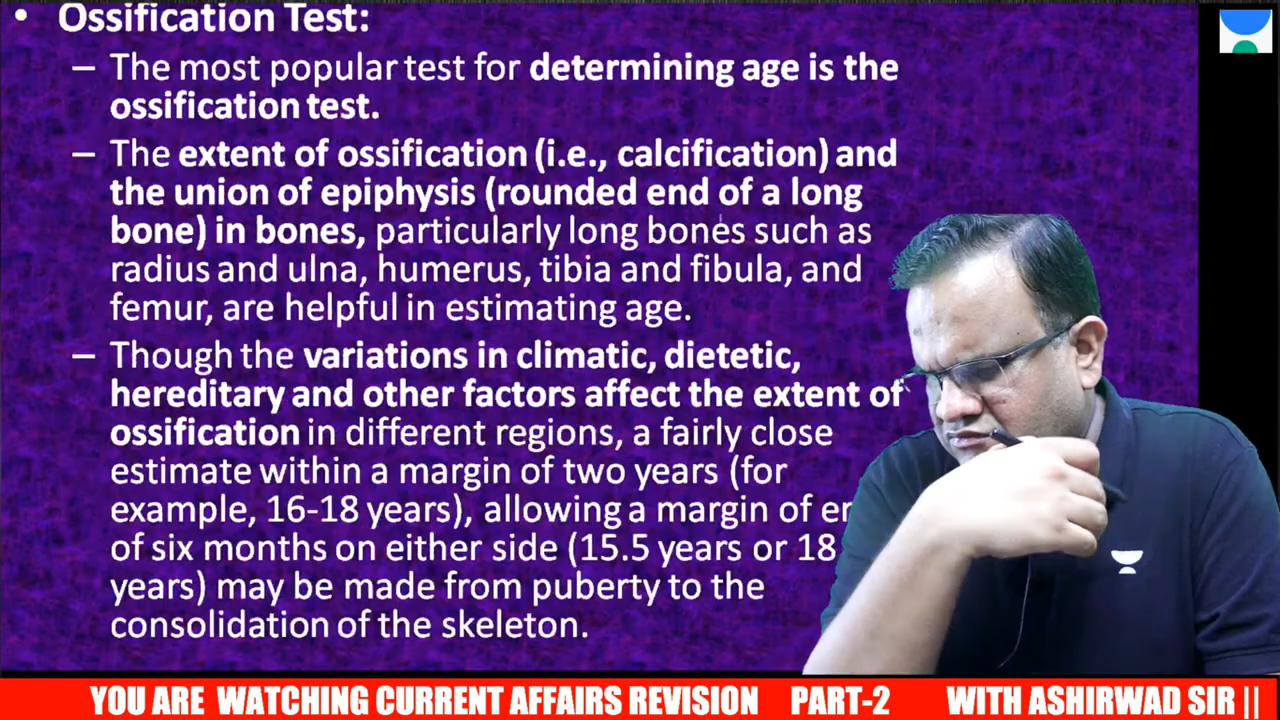 • Ossification Test:
– The most popular test for determining age is the
ossification test.
– The extent of ossification (i.e., calcification) and
the union of epiphysis (rounded end of a long
bone) in bones, particularly long bones such as
radius and ulna, humerus, tibia and fibula, and
femur, are helpful in estimating age.
– Though the variations in climatic, dietetic,
hereditary and other factors affect the extent of
ossification in different regions, a fairly close
estimate within a margin of two years (for
example, 16-18 years), allowing a margin of
of six months on either side (15.5 years or 18
years) may be made from puberty to the
consolidation of the skeleton.
YOU ARE WATCHING CURRENT AFFAIRS REVISION PART-2 WITH ASHIRWAD SIR ||